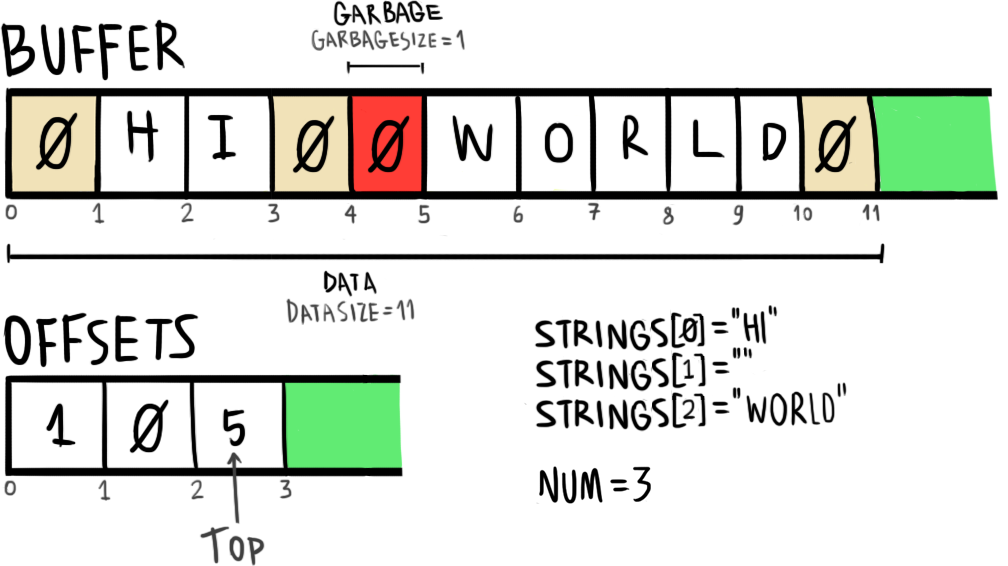 GARBAGE
GARBAGESIZE=1
BUFFER
Ø H I Ø Ø W O R L D Ø
0 1 2 3 4 5 6 7 8 9 10 11
DATA
DATASIZE=11
OFFSETS
1 Ø 5
0 1 2 3
TOP
STRINGS[Ø]="HI"
STRINGS[1]=""
STRINGS[2]="WORLD"
NUM=3